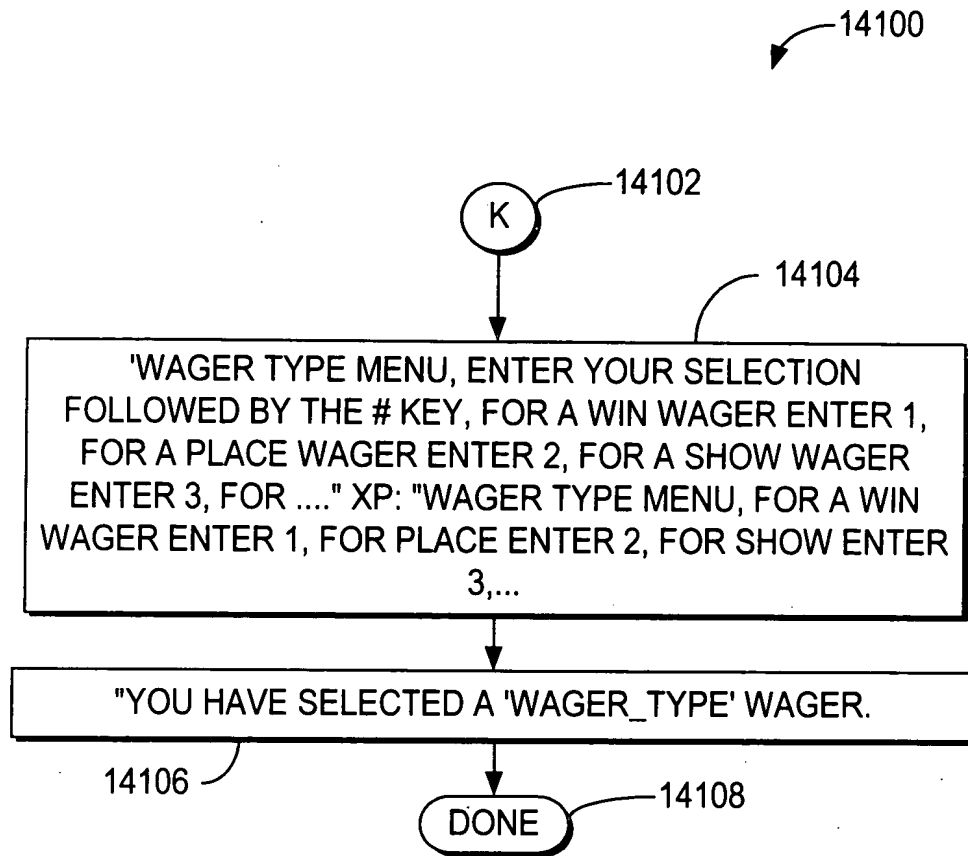 14100
K
14102
14104
'WAGER TYPE MENU, ENTER YOUR SELECTION
FOLLOWED BY THE # KEY, FOR A WIN WAGER ENTER 1,
FOR A PLACE WAGER ENTER 2, FOR A SHOW WAGER
ENTER 3, FOR ...." XP: "WAGER TYPE MENU, FOR A WIN
WAGER ENTER 1, FOR PLACE ENTER 2, FOR SHOW ENTER
3,...
"YOU HAVE SELECTED A 'WAGER_TYPE' WAGER.
14106
DONE
14108